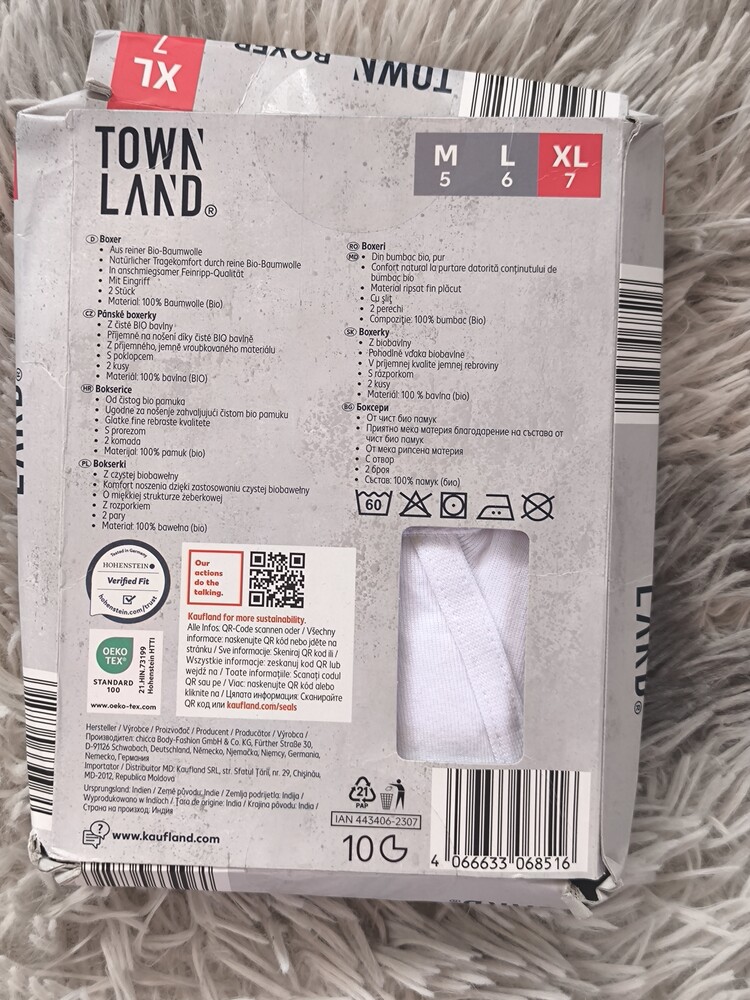 XL
7
TOWN BOXER
TOWN
LAND®
M
5
L
6
XL
7
D Boxer
• Aus reiner Bio-Baumwolle
• Natürlicher Tragekomfort durch reine Bio-Baumwolle
• In anschmiegsamer Feinripp-Qualität
• Mit Eingriff
• 2 Stück
• Material: 100% Baumwolle (Bio)
CZ Pánské boxerky
• Z čisté BIO bavlny
• Příjemné na nošení díky čisté BIO bavlně
• Z příjemného, jemně vroubkovaného materiálu
• S poklopcem
• 2 kusy
• Materiál: 100% bavlna (BIO)
HR Bokserice
• Od čistog bio pamuka
• Ugodne za nošenje zahvaljujući čistom bio pamuku
• Glatke fine rebraste kvalitete
• S prorezom
• 2 komada
• Materijal: 100% pamuk (bio)
PL Bokserki
• Z czystej biobawełny
• Komfort noszenia dzięki zastosowaniu czystej biobawełny
• O miękkiej strukturze żeberkowej
• Z rozporkiem
• 2 pary
• Materiał: 100% bawełna (bio)
RO Boxeri
MD • Din bumbac bio, pur
• Confort natural la purtare datorită conținutului de
bumbac bio
• Material ripsat fin plăcut
• Cu șliț
• 2 perechi
• Compoziție: 100% bumbac (Bio)
SK Boxerky
• Z biobavlny
• Pohodlné vďaka biobavlne
• V príjemnej kvalite jemnej rebroviny
• S rázporkom
• 2 kusy
• Materiál: 100% bavlna (bio)
BG Боксери
• От чист био памук
• Приятно мека материя благодарение на състава от
чист био памук
• От мека рипсена материя
• С отвор
• 2 броя
• Състав: 100% памук (био)
60
Tested in Germany
HOHENSTEIN
Verified Fit
hohenstein.com/trust
OEKO
TEX®
STANDARD
100
21.HIN.73199
Hohenstein HTTI
www.oeko-tex.com
Our
actions
do the
talking.
Kaufland for more sustainability.
Alle Infos: QR-Code scannen oder / Všechny
informace: naskenujte QR kód nebo jděte na
stránku / Sve informacije: Skeniraj QR kod ili /
Wszystkie informacje: zeskanuj kod QR lub
wejdź na / Toate informațiile: Scanați codul
QR sau pe / Viac: naskenujte QR kód alebo
kliknite na / Цялата информация: Сканирайте
QR код или kaufland.com/seals
Hersteller / Výrobce / Proizvođač / Producent / Producător / Výrobca /
Производител: chicca Body-Fashion GmbH & Co. KG, Fürther Straße 30,
D-91126 Schwabach, Deutschland, Německo, Njemačka, Niemcy, Germania,
Nemecko, Германия
Importator / Distribuitor MD: Kaufland SRL, str. Sfatul Țării, nr. 29, Chișinău,
MD-2012, Republica Moldova
Ursprungsland: Indien / Země původu: Indie / Zemlja podrijetla: Indija /
Wyprodukowano w Indiach / Țara de origine: India / Krajina pôvodu: India /
Страна на произход: Индия
www.kaufland.com
21
PAP
IAN 443406-2307
10
4 066633 068516
LAND®
LAND®